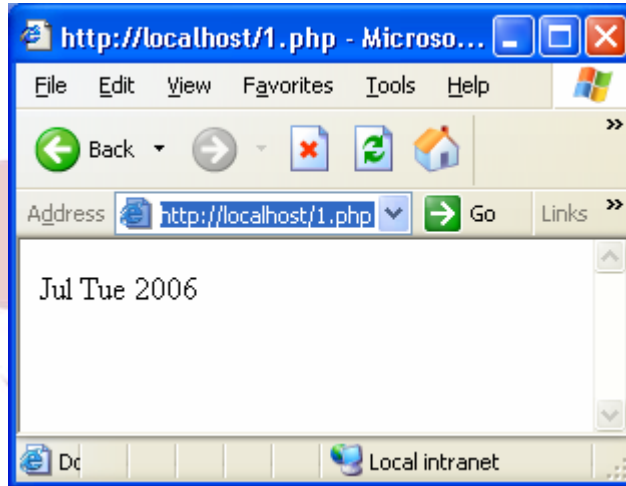 http://localhost/1.php - Microso...
File Edit View Favorites Tools Help
Back
Address http://localhost/1.php Go Links
Jul Tue 2006
Local intranet